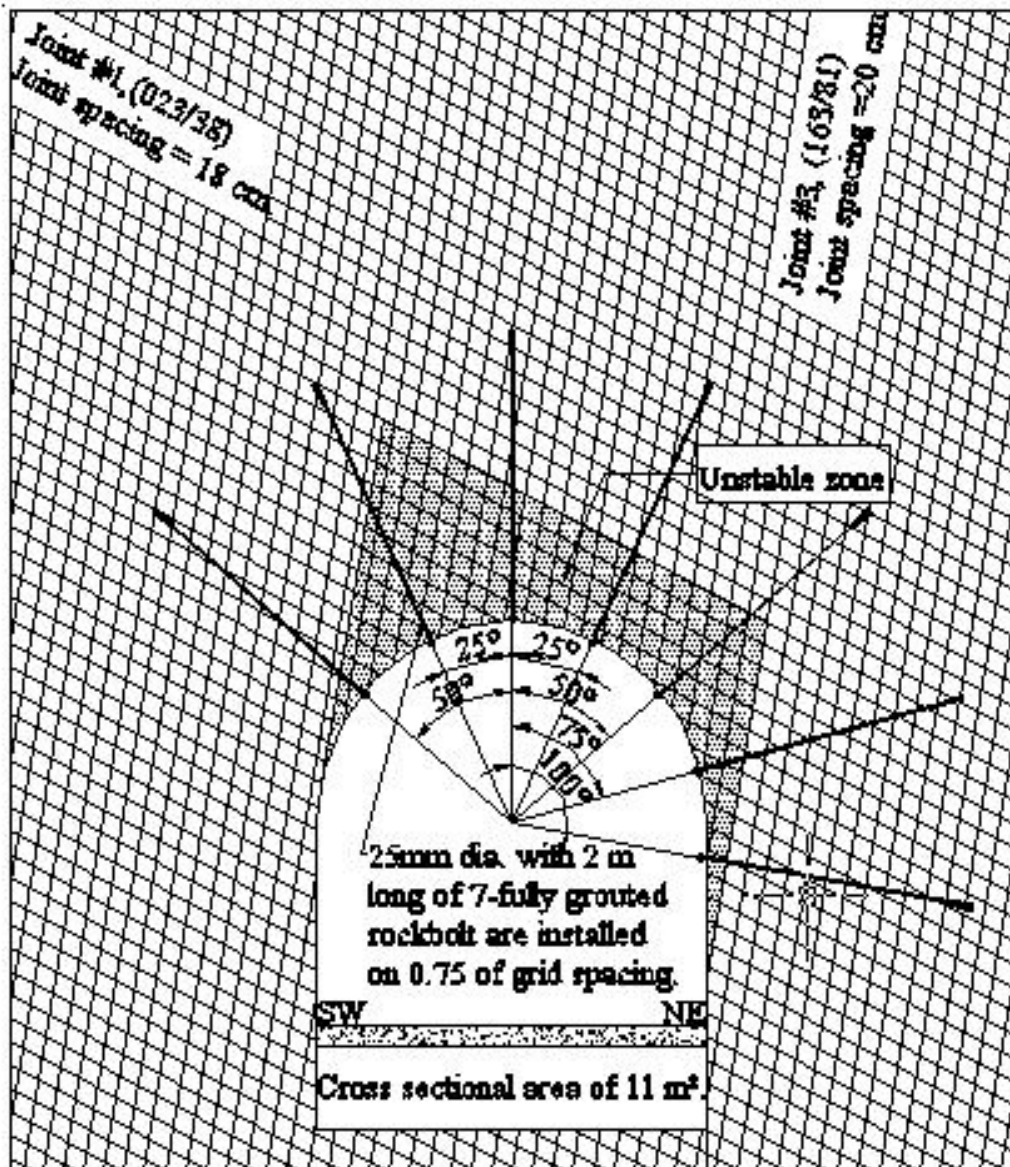 Joint #1, (023/38)
Joint spacing = 18 cm
Joint #3, (163/81)
Joint spacing =20 cm
Unstable zone
25° 25°
50° 50°
75°
100°
25mm dia. with 2 m
long of 7-fully grouted
rockbolt are installed
on 0.75 of grid spacing.
SW NE
Cross sectional area of 11 m².